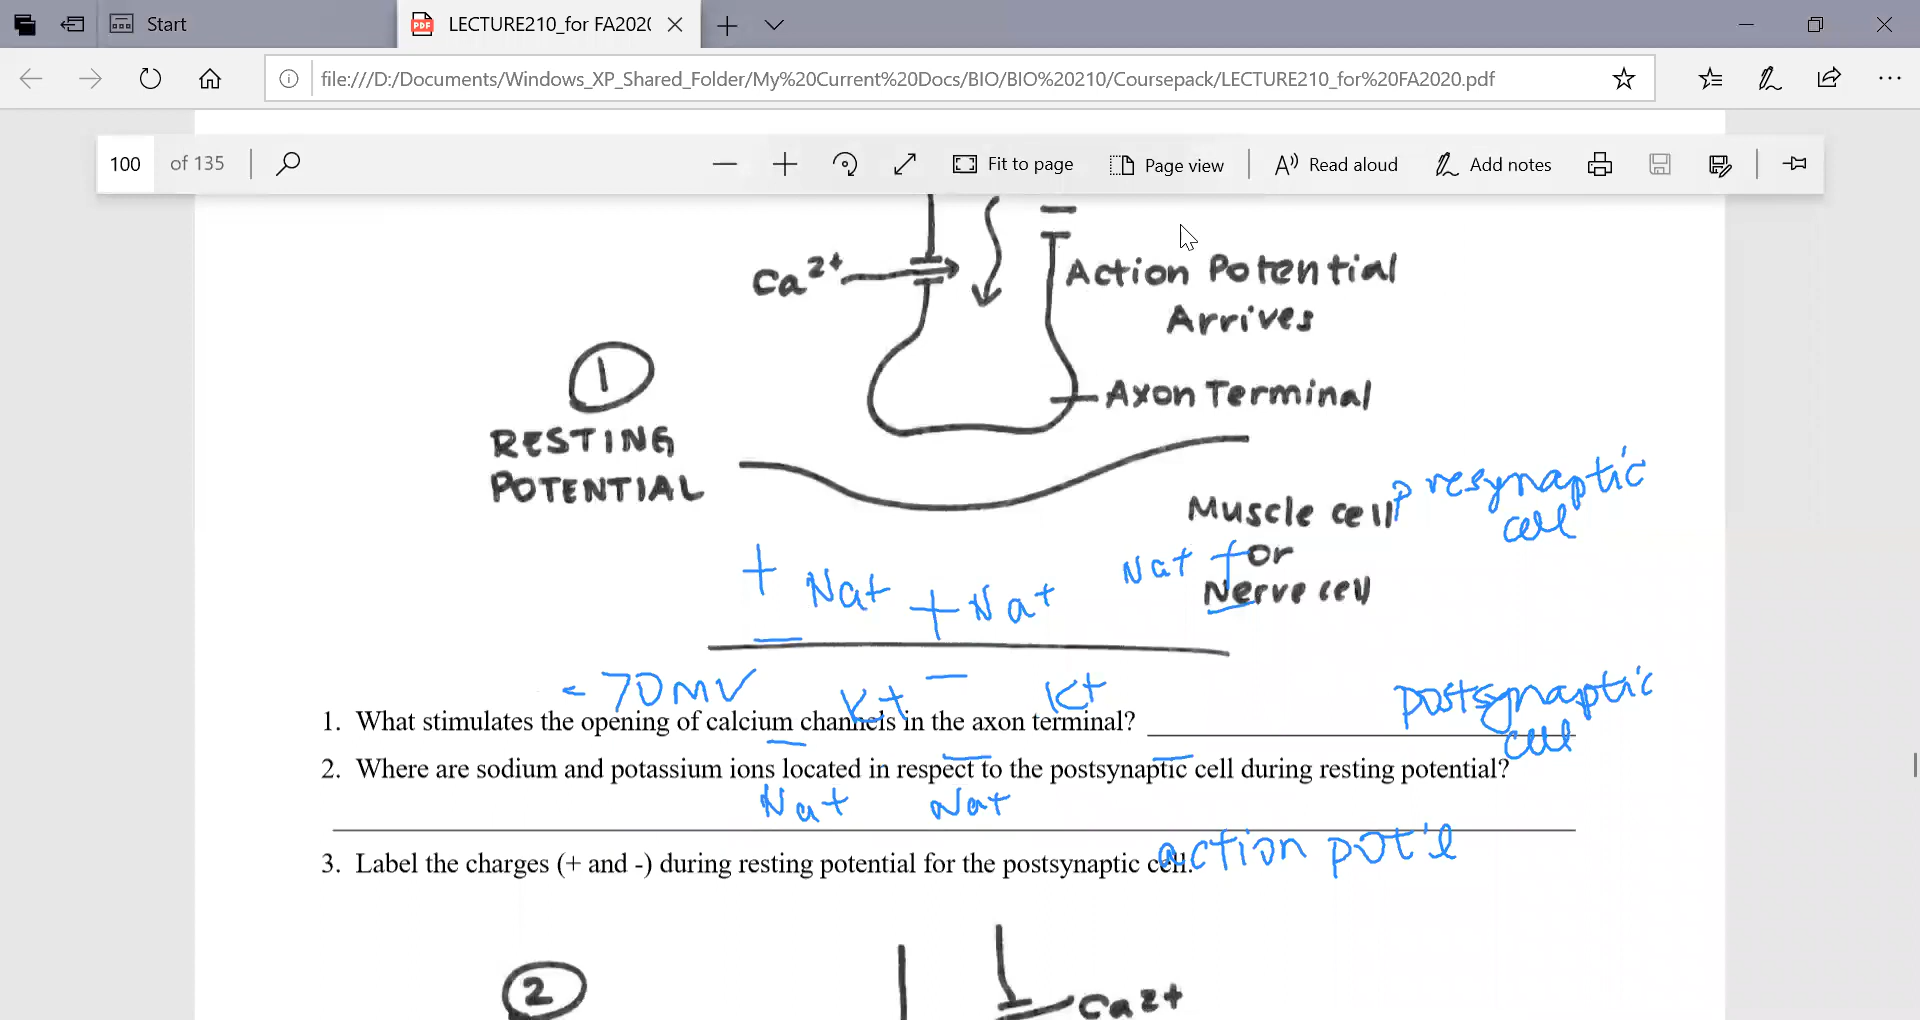 Start
LECTURE210_for FA2020
file:///D:/Documents/Windows_XP_Shared_Folder/My%20Current%20Docs/BIO/BIO%20210/Coursepack/LECTURE210_for%20FA2020.pdf
100 of 135
Fit to page
Page view
Read aloud
Add notes
Ca2+
Action Potential
Arrives
1
Axon Terminal
RESTING
POTENTIAL
presynaptic
cell
Muscle cell
or
Nerve cell
+ Na+ + Na+ Na+ +
- 70mV K+ K+
postsynaptic
cell
1. What stimulates the opening of calcium channels in the axon terminal?
2. Where are sodium and potassium ions located in respect to the postsynaptic cell during resting potential?
Na+ Na+
action pot'l
3. Label the charges (+ and -) during resting potential for the postsynaptic cell.
2
Ca2+